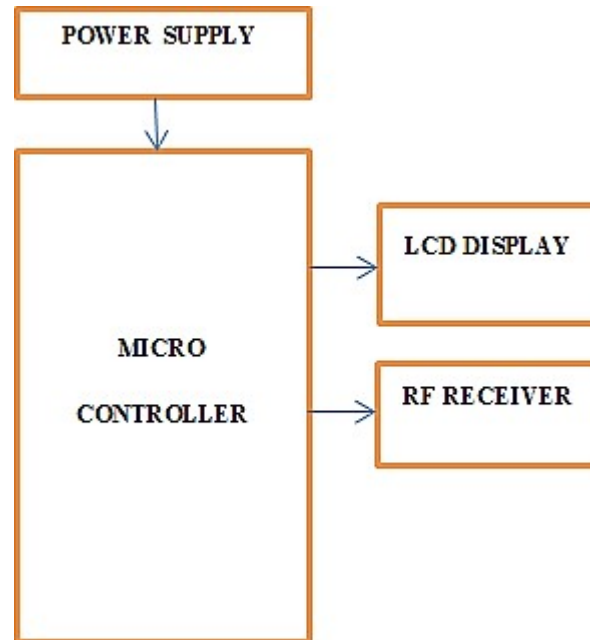 POWER SUPPLY
LCD DISPLAY
MICRO
CONTROLLER
RF RECEIVER